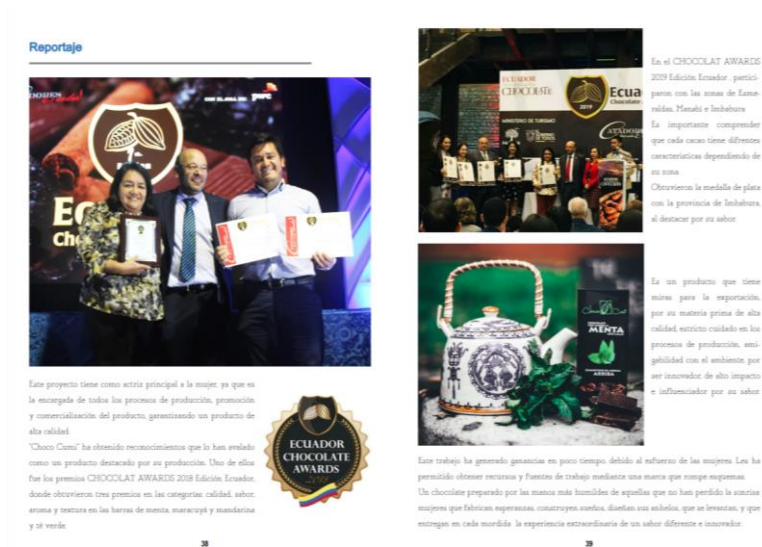 Reportaje
Este proyecto tiene como actriz principal a la mujer, ya que es
la encargada de todos los procesos de producción, promoción
y comercialización del producto, garantizando un producto de
alta calidad.
"Choco Cumi" ha obtenido reconocimientos que lo han avalado
como un producto destacado por su producción. Uno de ellos
fue los premios CHOCOLAT AWARDS 2018 Edición Ecuador,
donde obtuvieron tres premios en las categorías: calidad, sabor,
aroma y textura en las barras de menta, maracuyá y mandarina
y té verde.
ECUADOR
CHOCOLATE
AWARDS
38
ECUADOR
CHOCOLATE
2019
Ecua
Chocolate
MINISTERIO DE TURISMO
En el CHOCOLAT AWARDS
2019 Edición Ecuador , partici-
paron con las zonas de Esme-
raldas, Manabí e Imbabura
Es importante comprender
que cada cacao tiene difrentes
características dependiendo de
su zona.
Obtuvieron la medalla de plata
con la provincia de Imbabura,
al destacar por su sabor.
MENTA
ARRIBA
Es un producto que tiene
miras para la exportación,
por su materia prima de alta
calidad, estricto cuidado en los
procesos de producción, ami-
gabilidad con el ambiente, por
ser innovador, de alto impacto
e influenciador por su sabor.
Este trabajo ha generado ganancias en poco tiempo, debido al esfuerzo de las mujeres. Les ha
permitido obtener recursos y fuentes de trabajo mediante una marca que rompe esquemas.
Un chocolate preparado por las manos más humildes de aquellas que no han perdido la sonrisa
mujeres que fabrican esperanzas, construyen sueños, diseñan sus anhelos, que se levantan, y que
entregan en cada mordida la experiencia extraordinaria de un sabor diferente e innovador.
39